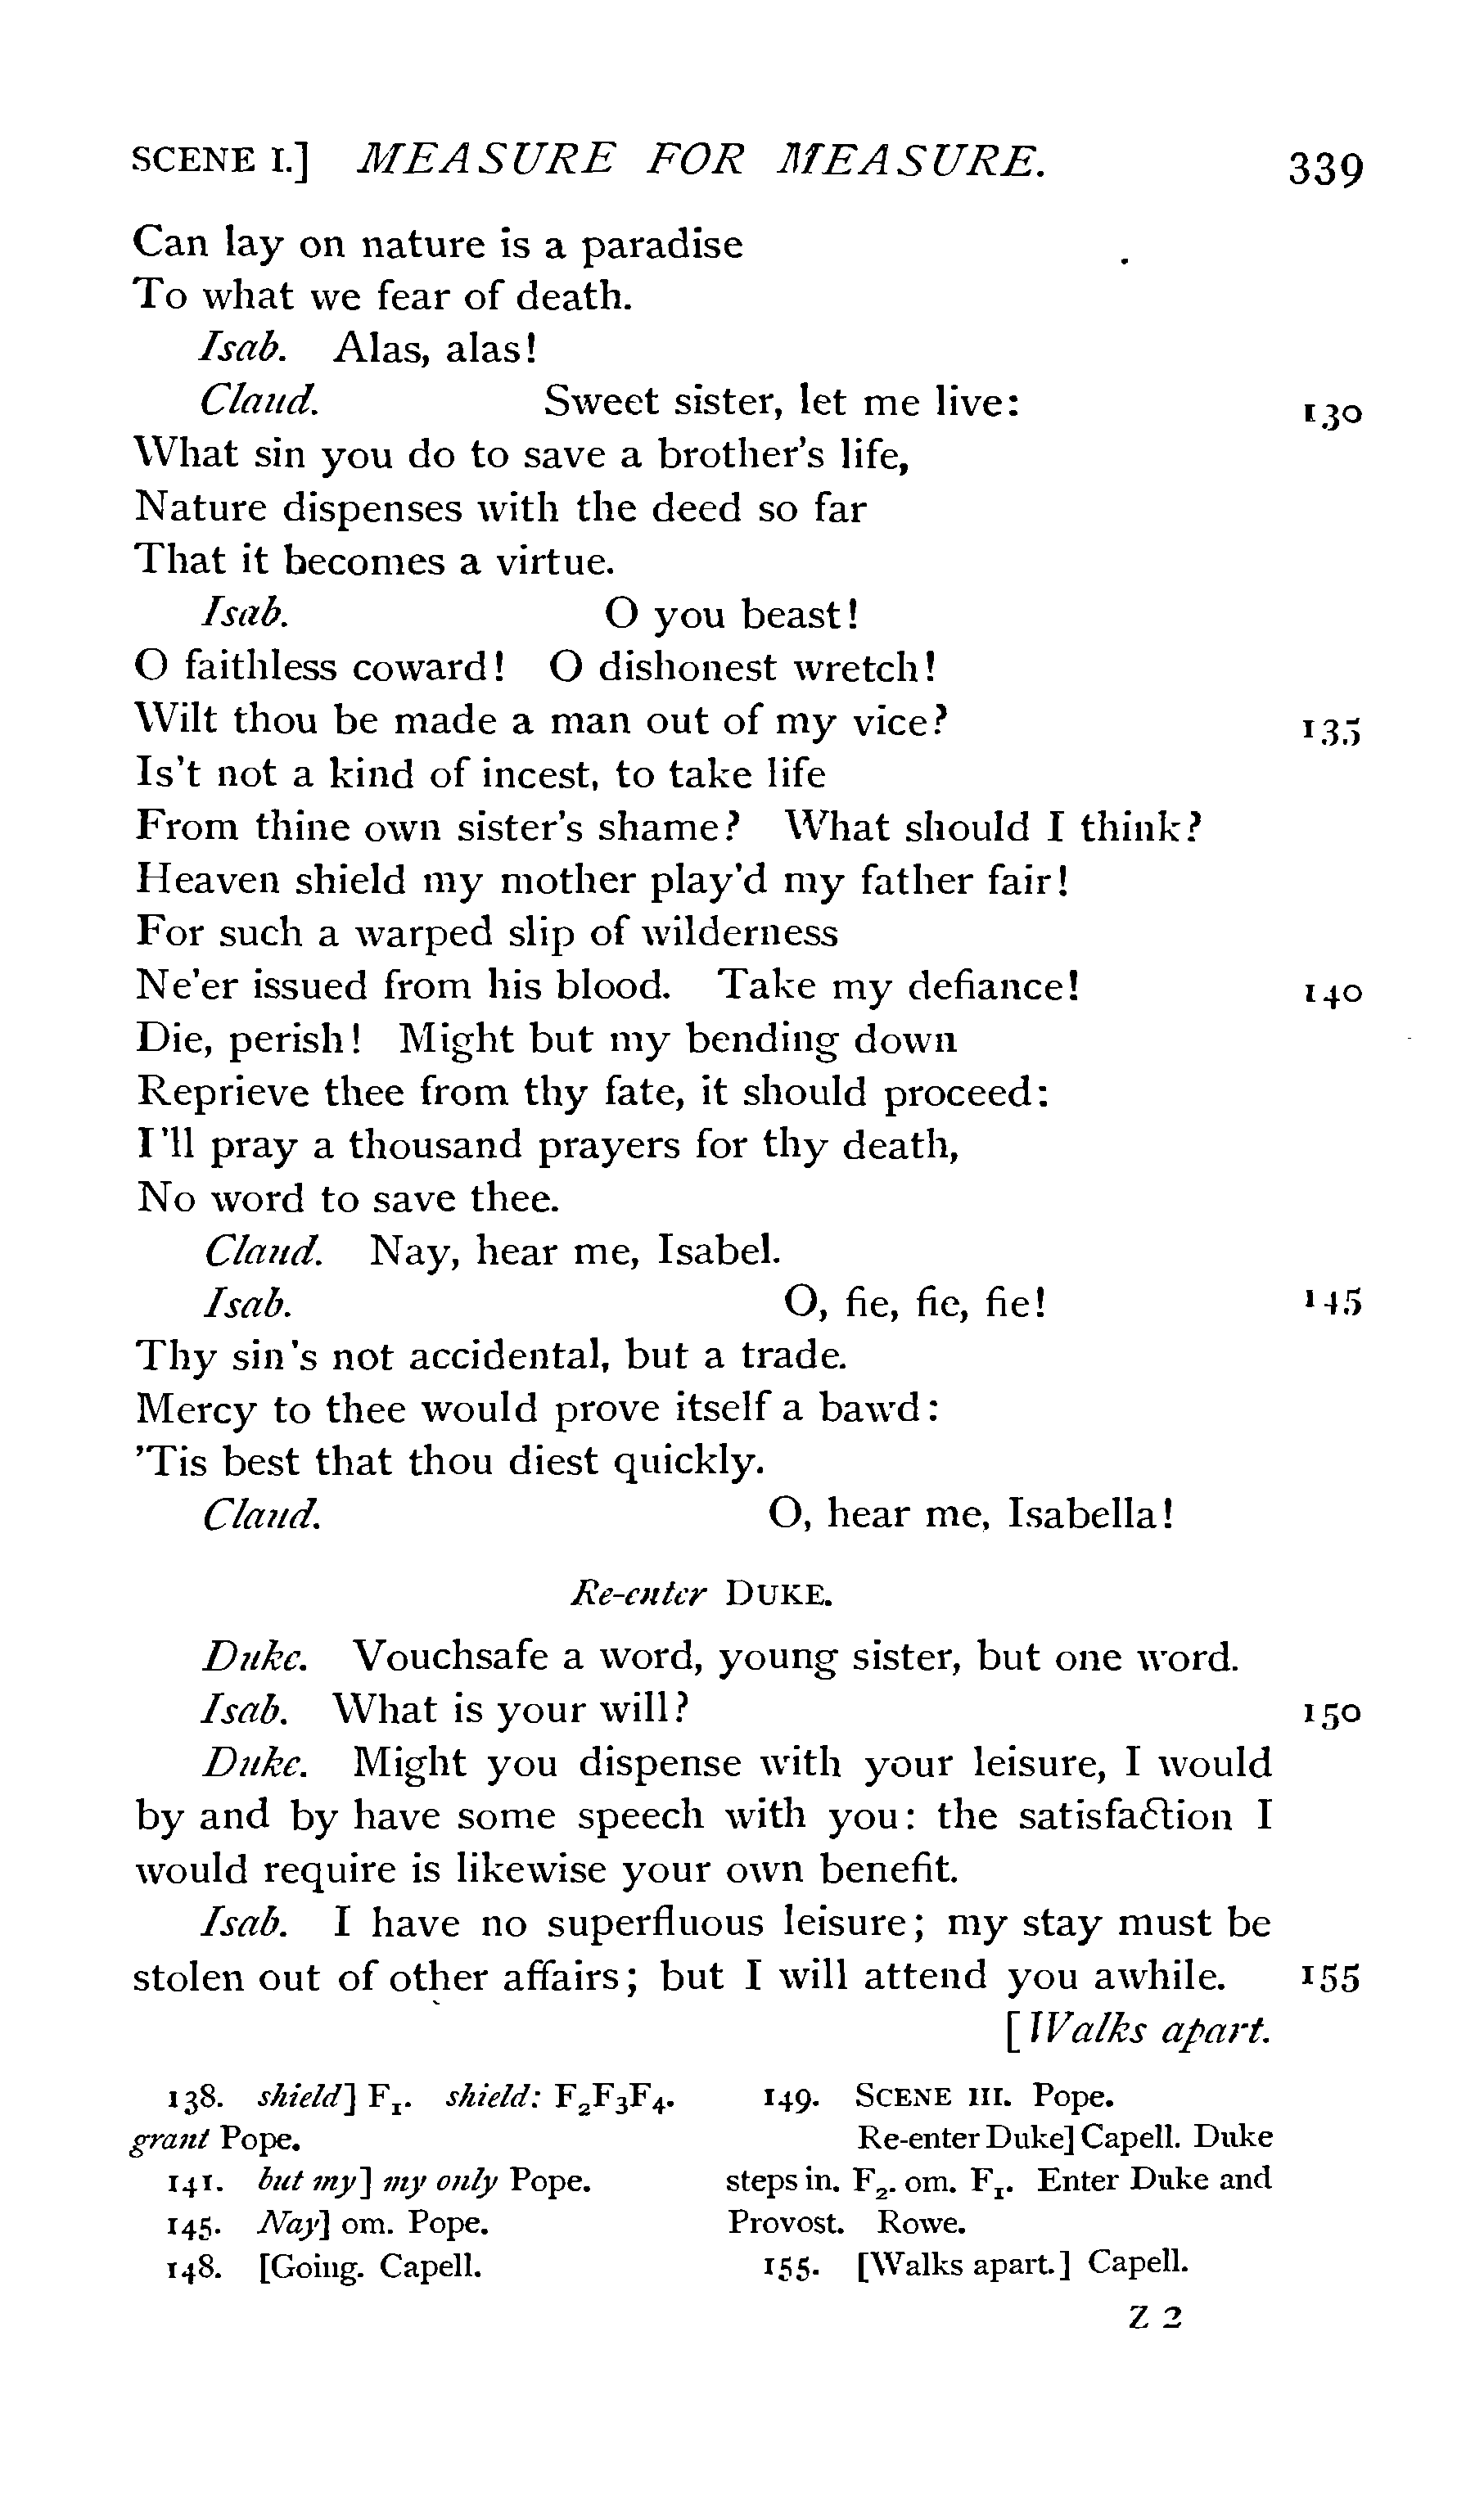 SCENE I.] MEASURE FOR MEASURE. 339
Can lay on nature is a paradise
To what we fear of death.
Isab. Alas, alas!
Claud. Sweet sister, let me live: 130
What sin you do to save a brother's life,
Nature dispenses with the deed so far
That it becomes a virtue.
Isab. O you beast!
O faithless coward! O dishonest wretch!
Wilt thou be made a man out of my vice? 135
Is't not a kind of incest, to take life
From thine own sister's shame? What should I think?
Heaven shield my mother play'd my father fair!
For such a warped slip of wilderness
Ne'er issued from his blood. Take my defiance! 140
Die, perish! Might but my bending down
Reprieve thee from thy fate, it should proceed:
I'll pray a thousand prayers for thy death,
No word to save thee.
Claud. Nay, hear me, Isabel.
Isab. O, fie, fie, fie! 145
Thy sin's not accidental, but a trade.
Mercy to thee would prove itself a bawd:
'Tis best that thou diest quickly.
Claud. O, hear me, Isabella!
Re-enter DUKE.
Duke. Vouchsafe a word, young sister, but one word.
Isab. What is your will? 150
Duke. Might you dispense with your leisure, I would
by and by have some speech with you: the satisfaction I
would require is likewise your own benefit.
Isab. I have no superfluous leisure; my stay must be
stolen out of other affairs; but I will attend you awhile. 155
[Walks apart.
138. shield] F₁. shield: F₂F₃F₄.
grant Pope.
141. but my] my only Pope.
145. Nay] om. Pope.
148. [Going. Capell.
149. SCENE III. Pope.
Re-enter Duke] Capell. Duke
steps in. F₂. om. F₁. Enter Duke and
Provost. Rowe.
155. [Walks apart.] Capell.
Z 2